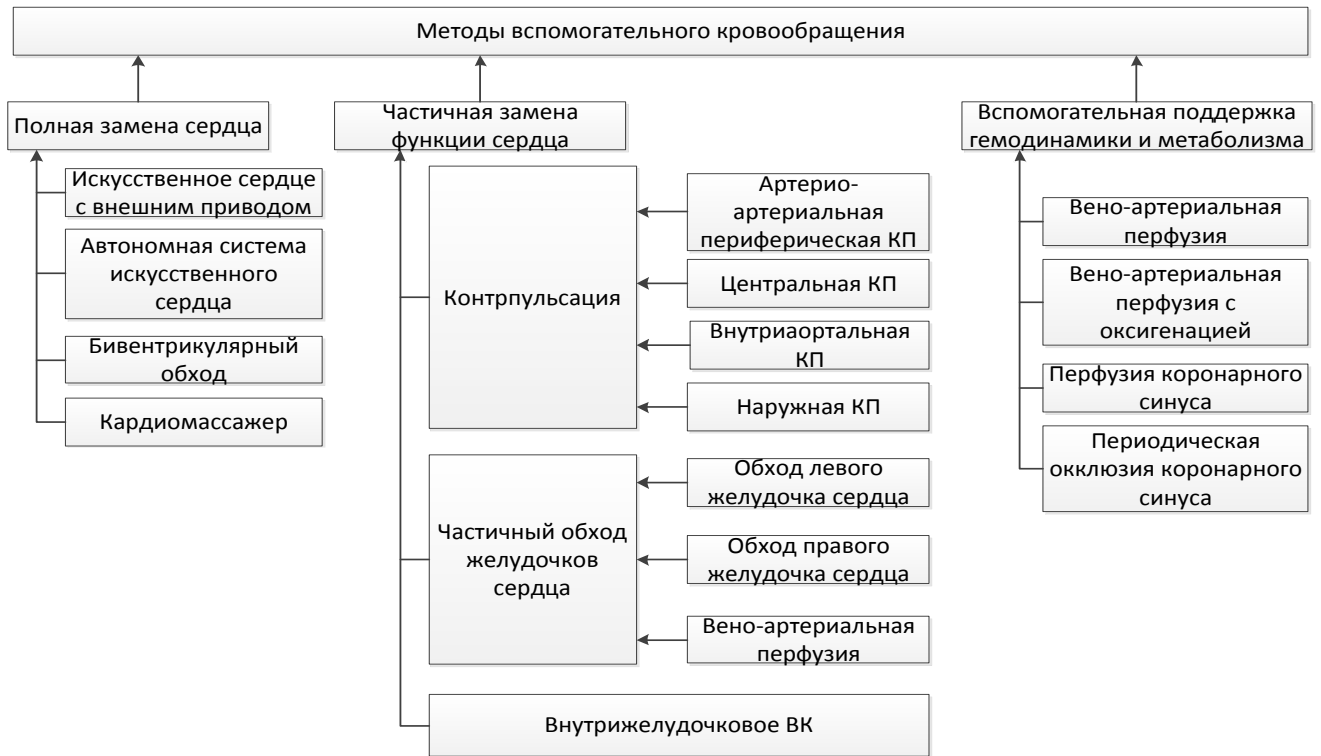 Методы вспомогательного кровообращения
Полная замена сердца
Искусственное сердце
с внешним приводом
Автономная система
искусственного
сердца
Бивентрикулярный
обход
Кардиомассажер
Частичная замена
функции сердца
Контрпульсация
Артерио-
артериальная
периферическая КП
Центральная КП
Внутриаортальная
КП
Наружная КП
Частичный обход
желудочков
сердца
Обход левого
желудочка сердца
Обход правого
желудочка сердца
Вено-артериальная
перфузия
Внутрижелудочковое ВК
Вспомогательная поддержка
гемодинамики и метаболизма
Вено-артериальная
перфузия
Вено-артериальная
перфузия с
оксигенацией
Перфузия коронарного
синуса
Периодическая
окклюзия коронарного
синуса